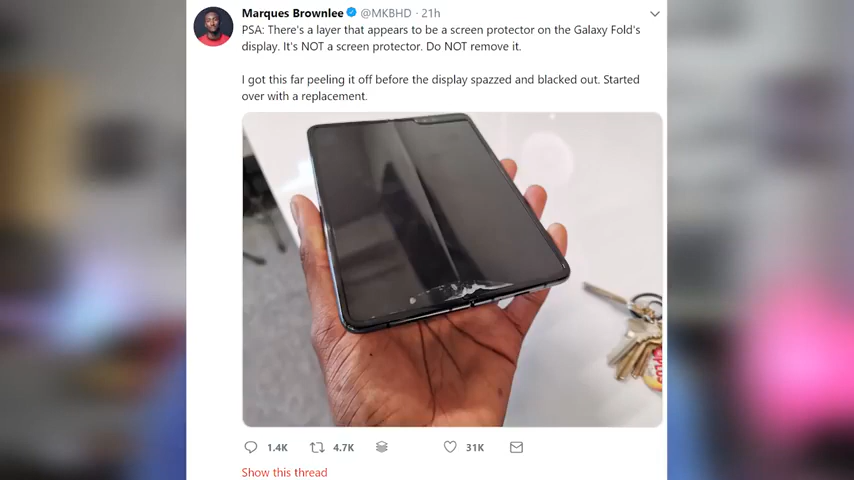 Marques Brownlee @MKBHD · 21h
PSA: There's a layer that appears to be a screen protector on the Galaxy Fold's
display. It's NOT a screen protector. Do NOT remove it.
I got this far peeling it off before the display spazzed and blacked out. Started
over with a replacement.
1.4K 4.7K 31K
Show this thread